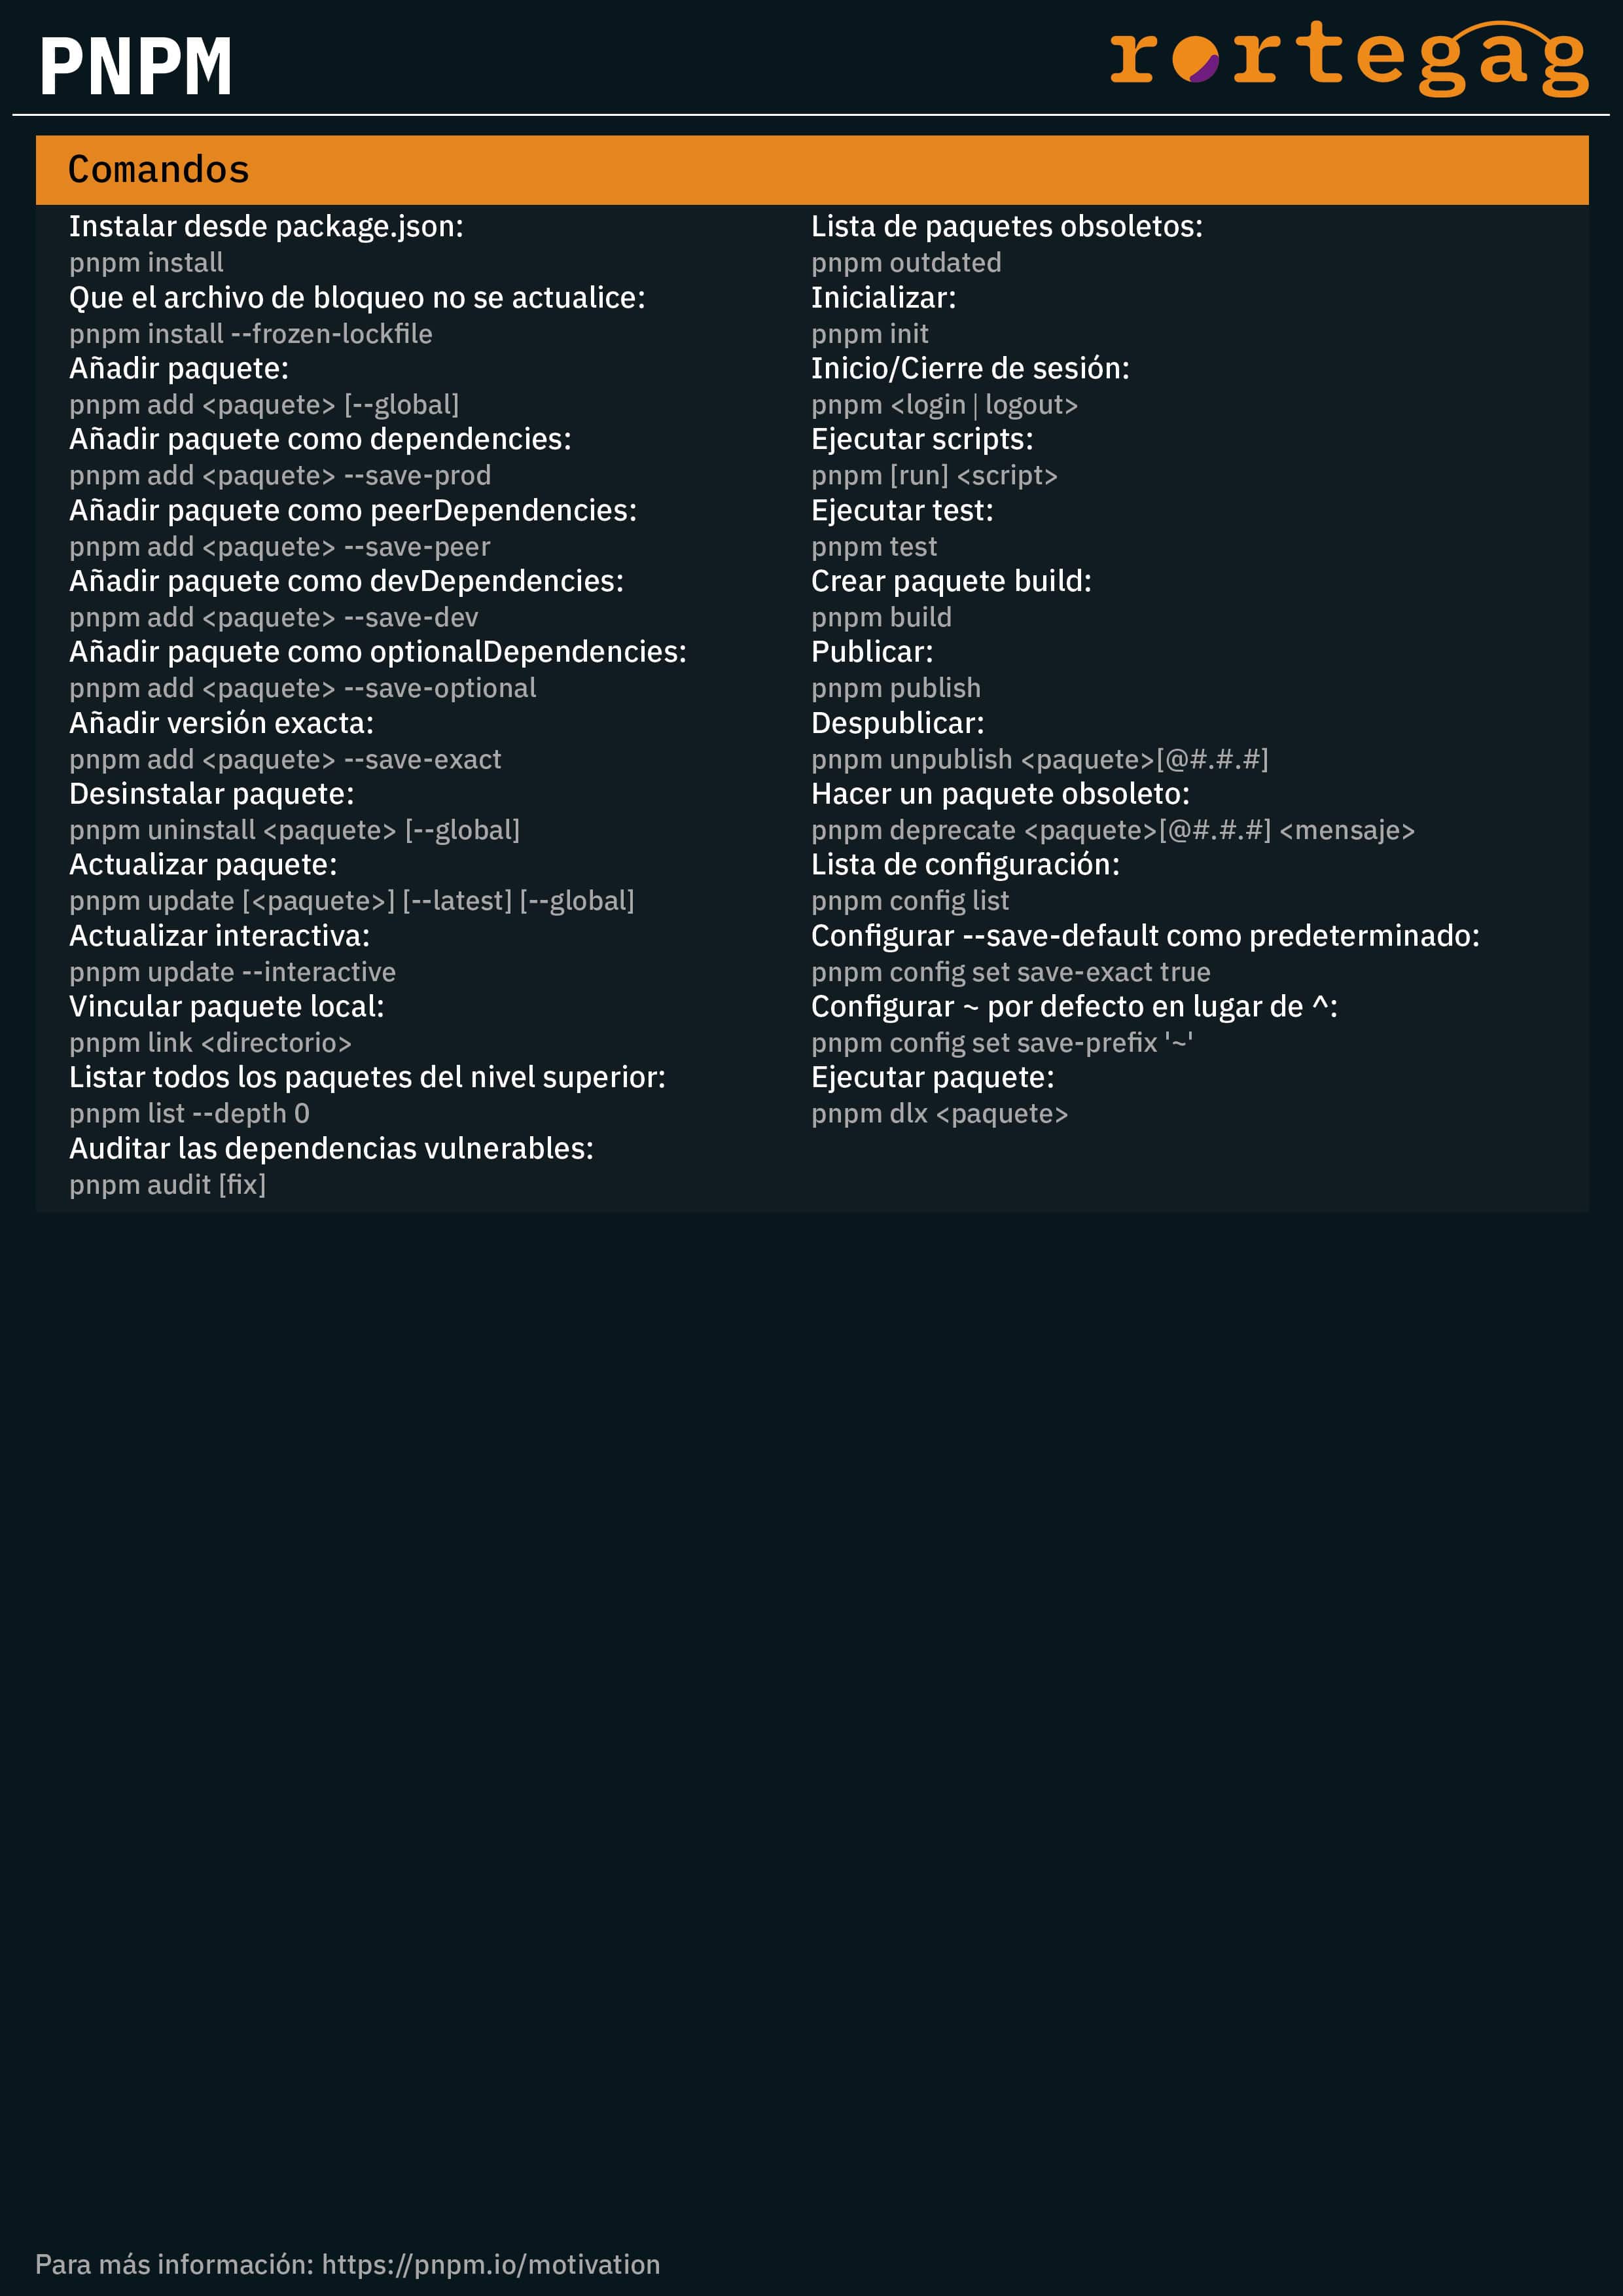 PNPM
rortegag
Comandos
Instalar desde package.json:
pnpm install
Que el archivo de bloqueo no se actualice:
pnpm install --frozen-lockfile
Añadir paquete:
pnpm add <paquete> [--global]
Añadir paquete como dependencies:
pnpm add <paquete> --save-prod
Añadir paquete como peerDependencies:
pnpm add <paquete> --save-peer
Añadir paquete como devDependencies:
pnpm add <paquete> --save-dev
Añadir paquete como optionalDependencies:
pnpm add <paquete> --save-optional
Añadir versión exacta:
pnpm add <paquete> --save-exact
Desinstalar paquete:
pnpm uninstall <paquete> [--global]
Actualizar paquete:
pnpm update [<paquete>] [--latest] [--global]
Actualizar interactiva:
pnpm update --interactive
Vincular paquete local:
pnpm link <directorio>
Listar todos los paquetes del nivel superior:
pnpm list --depth 0
Auditar las dependencias vulnerables:
pnpm audit [fix]
Lista de paquetes obsoletos:
pnpm outdated
Inicializar:
pnpm init
Inicio/Cierre de sesión:
pnpm <login | logout>
Ejecutar scripts:
pnpm [run] <script>
Ejecutar test:
pnpm test
Crear paquete build:
pnpm build
Publicar:
pnpm publish
Despublicar:
pnpm unpublish <paquete>[@#.#.#]
Hacer un paquete obsoleto:
pnpm deprecate <paquete>[@#.#.#] <mensaje>
Lista de configuración:
pnpm config list
Configurar --save-default como predeterminado:
pnpm config set save-exact true
Configurar ~ por defecto en lugar de ^:
pnpm config set save-prefix '~'
Ejecutar paquete:
pnpm dlx <paquete>
Para más información: https://pnpm.io/motivation